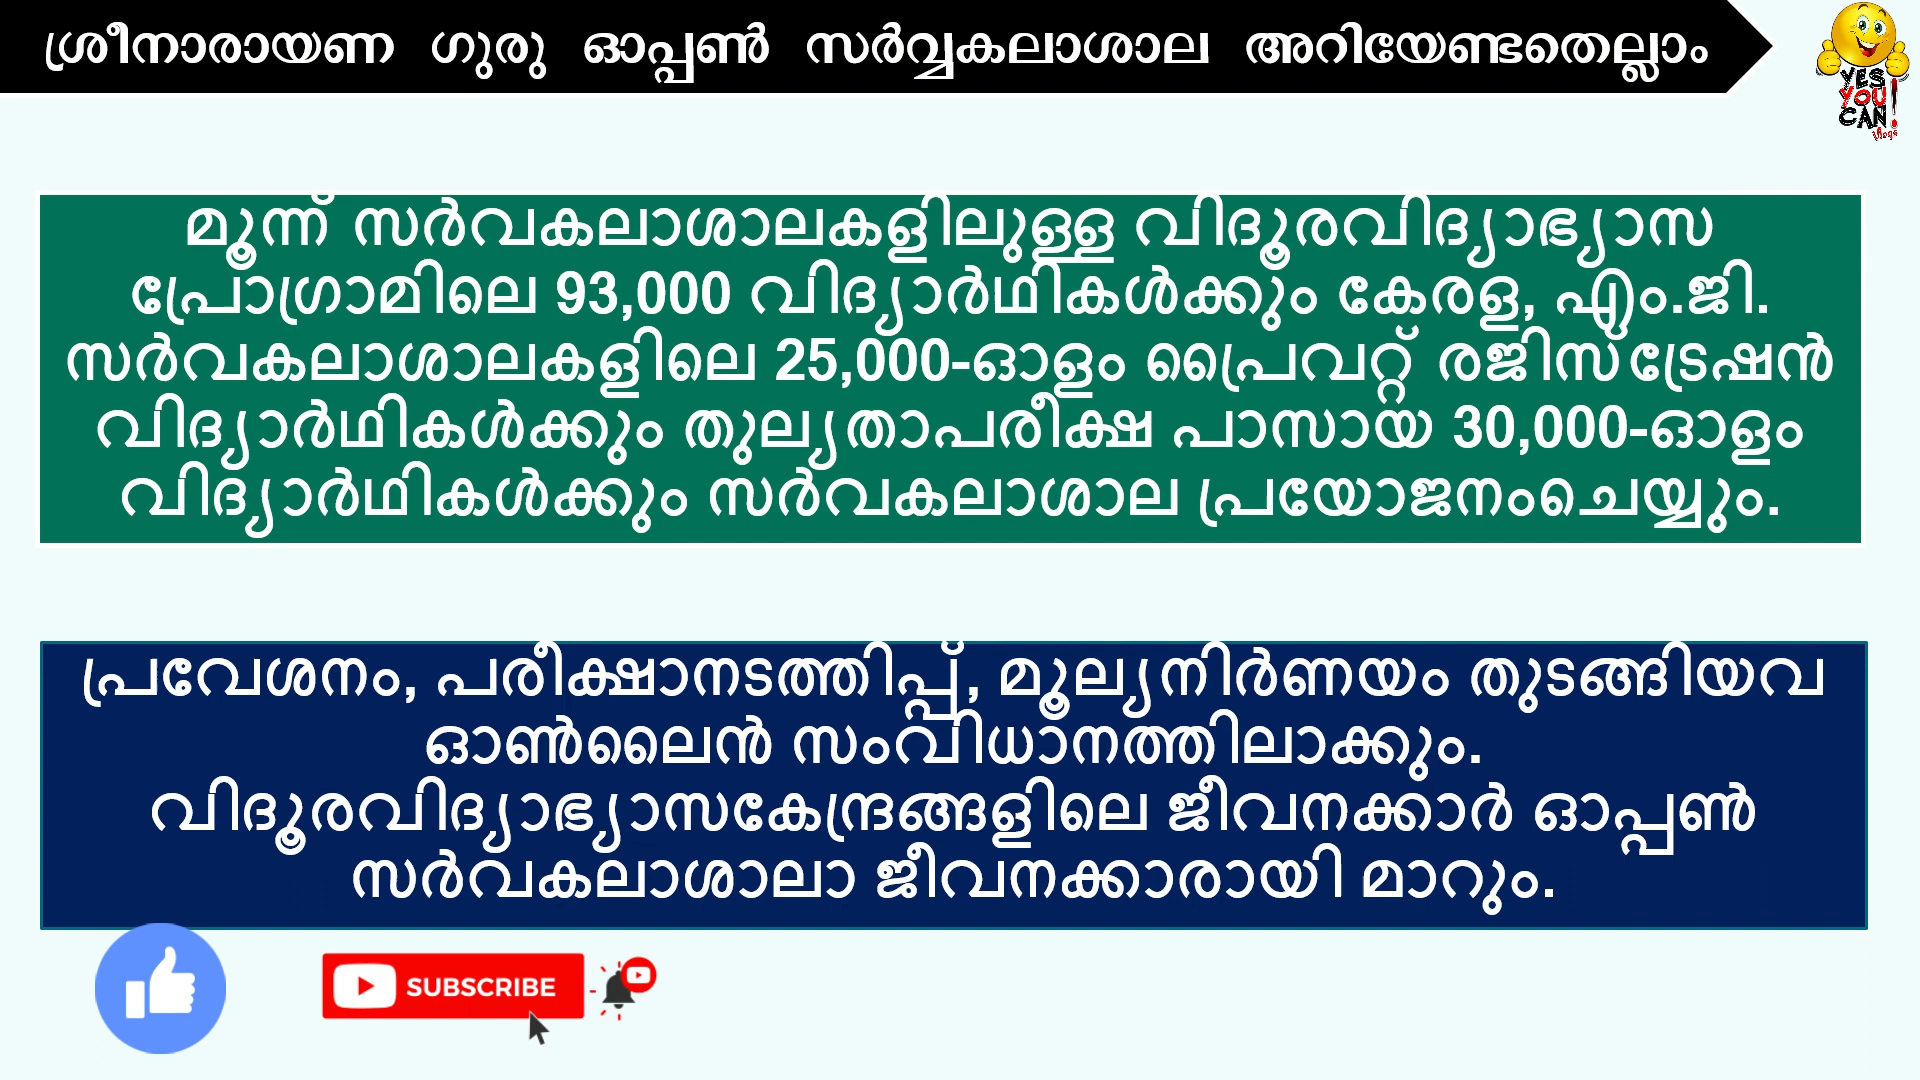 ശ്രീനാരായണ ഗുരു ഓപ്പൺ സർവ്വകലാശാല അറിയേണ്ടതെല്ലാം
YES
YOU
CAN!
vlogs
മൂന്ന് സർവകലാശാലകളിലുള്ള വിദൂരവിദ്യാഭ്യാസ
പ്രോഗ്രാമിലെ 93,000 വിദ്യാർഥികൾക്കും കേരള, എം.ജി.
സർവകലാശാലകളിലെ 25,000-ഓളം പ്രൈവറ്റ് രജിസ്ട്രേഷൻ
വിദ്യാർഥികൾക്കും തുല്യതാപരീക്ഷ പാസായ 30,000-ഓളം
വിദ്യാർഥികൾക്കും സർവകലാശാല പ്രയോജനംചെയ്യും.
പ്രവേശനം, പരീക്ഷാനടത്തിപ്പ്, മൂല്യനിർണയം തുടങ്ങിയവ
ഓൺലൈൻ സംവിധാനത്തിലാക്കും.
വിദൂരവിദ്യാഭ്യാസകേന്ദ്രങ്ങളിലെ ജീവനക്കാർ ഓപ്പൺ
സർവകലാശാലാ ജീവനക്കാരായി മാറും.
SUBSCRIBE